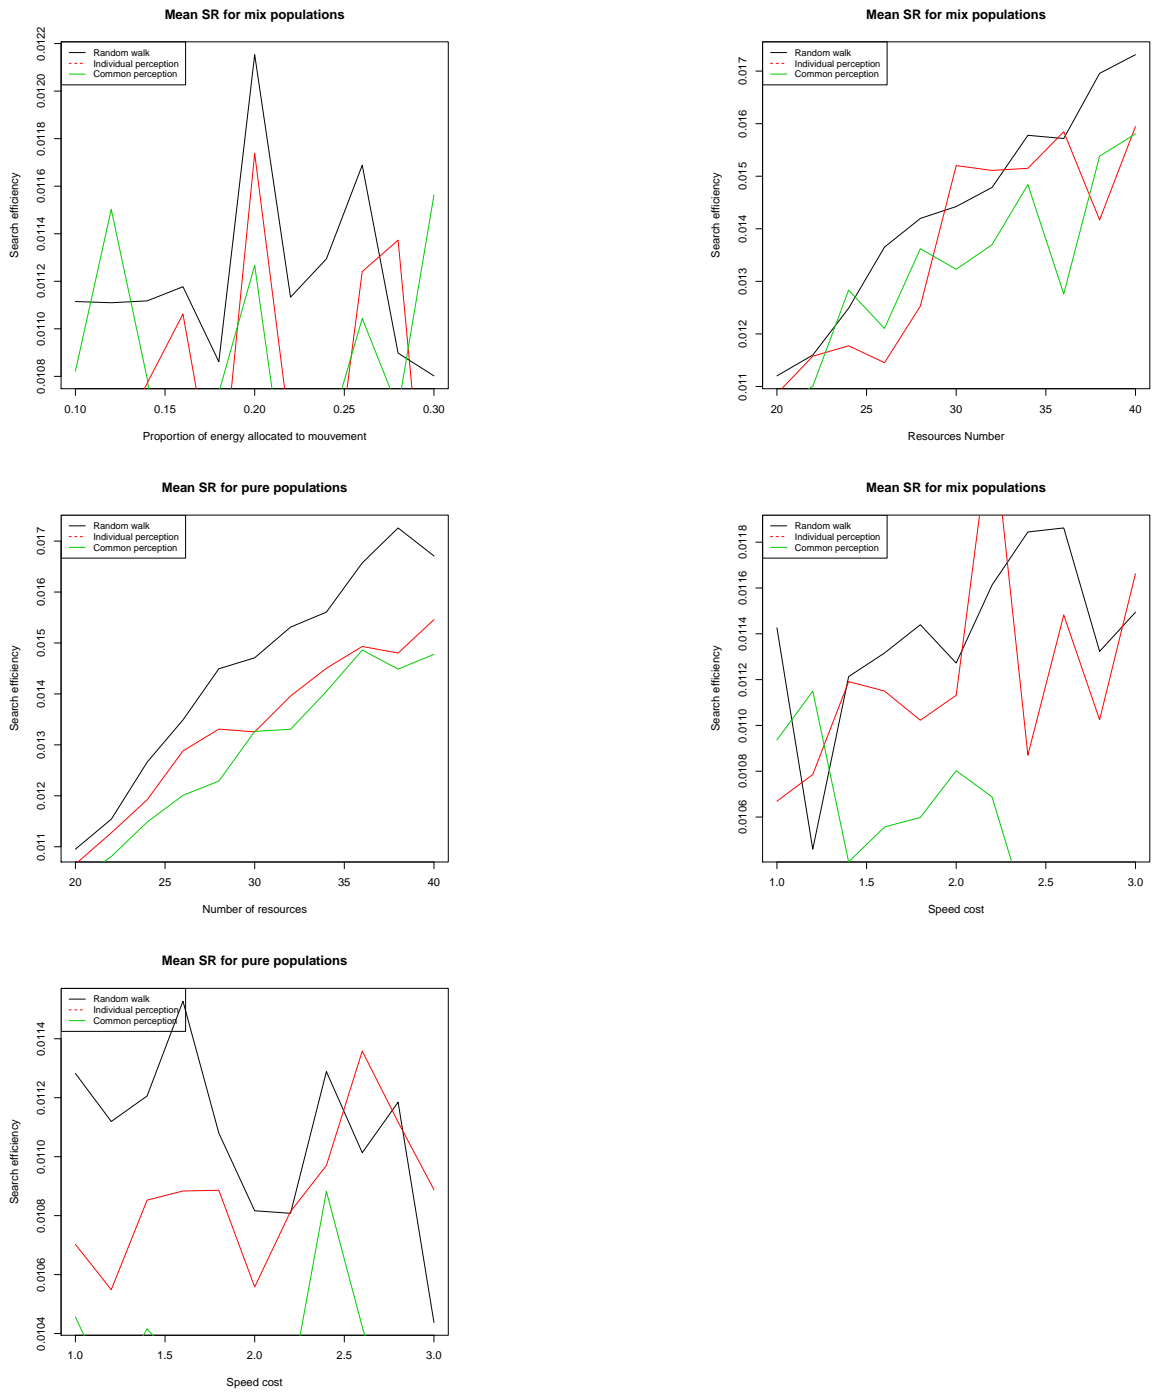 Mean SR for mix populations
Random walk
Individual perception
Common perception
Search efficiency
0.0108 0.0110 0.0112 0.0114 0.0116 0.0118 0.0120 0.0122
0.10 0.15 0.20 0.25 0.30
Proportion of energy allocated to mouvement
Mean SR for mix populations
Random walk
Individual perception
Common perception
Search efficiency
0.011 0.012 0.013 0.014 0.015 0.016 0.017
20 25 30 35 40
Resources Number
Mean SR for pure populations
Random walk
Individual perception
Common perception
Search efficiency
0.011 0.012 0.013 0.014 0.015 0.016 0.017
20 25 30 35 40
Number of resources
Mean SR for mix populations
Random walk
Individual perception
Common perception
Search efficiency
0.0106 0.0108 0.0110 0.0112 0.0114 0.0116 0.0118
1.0 1.5 2.0 2.5 3.0
Speed cost
Mean SR for pure populations
Random walk
Individual perception
Common perception
Search efficiency
0.0104 0.0106 0.0108 0.0110 0.0112 0.0114
1.0 1.5 2.0 2.5 3.0
Speed cost